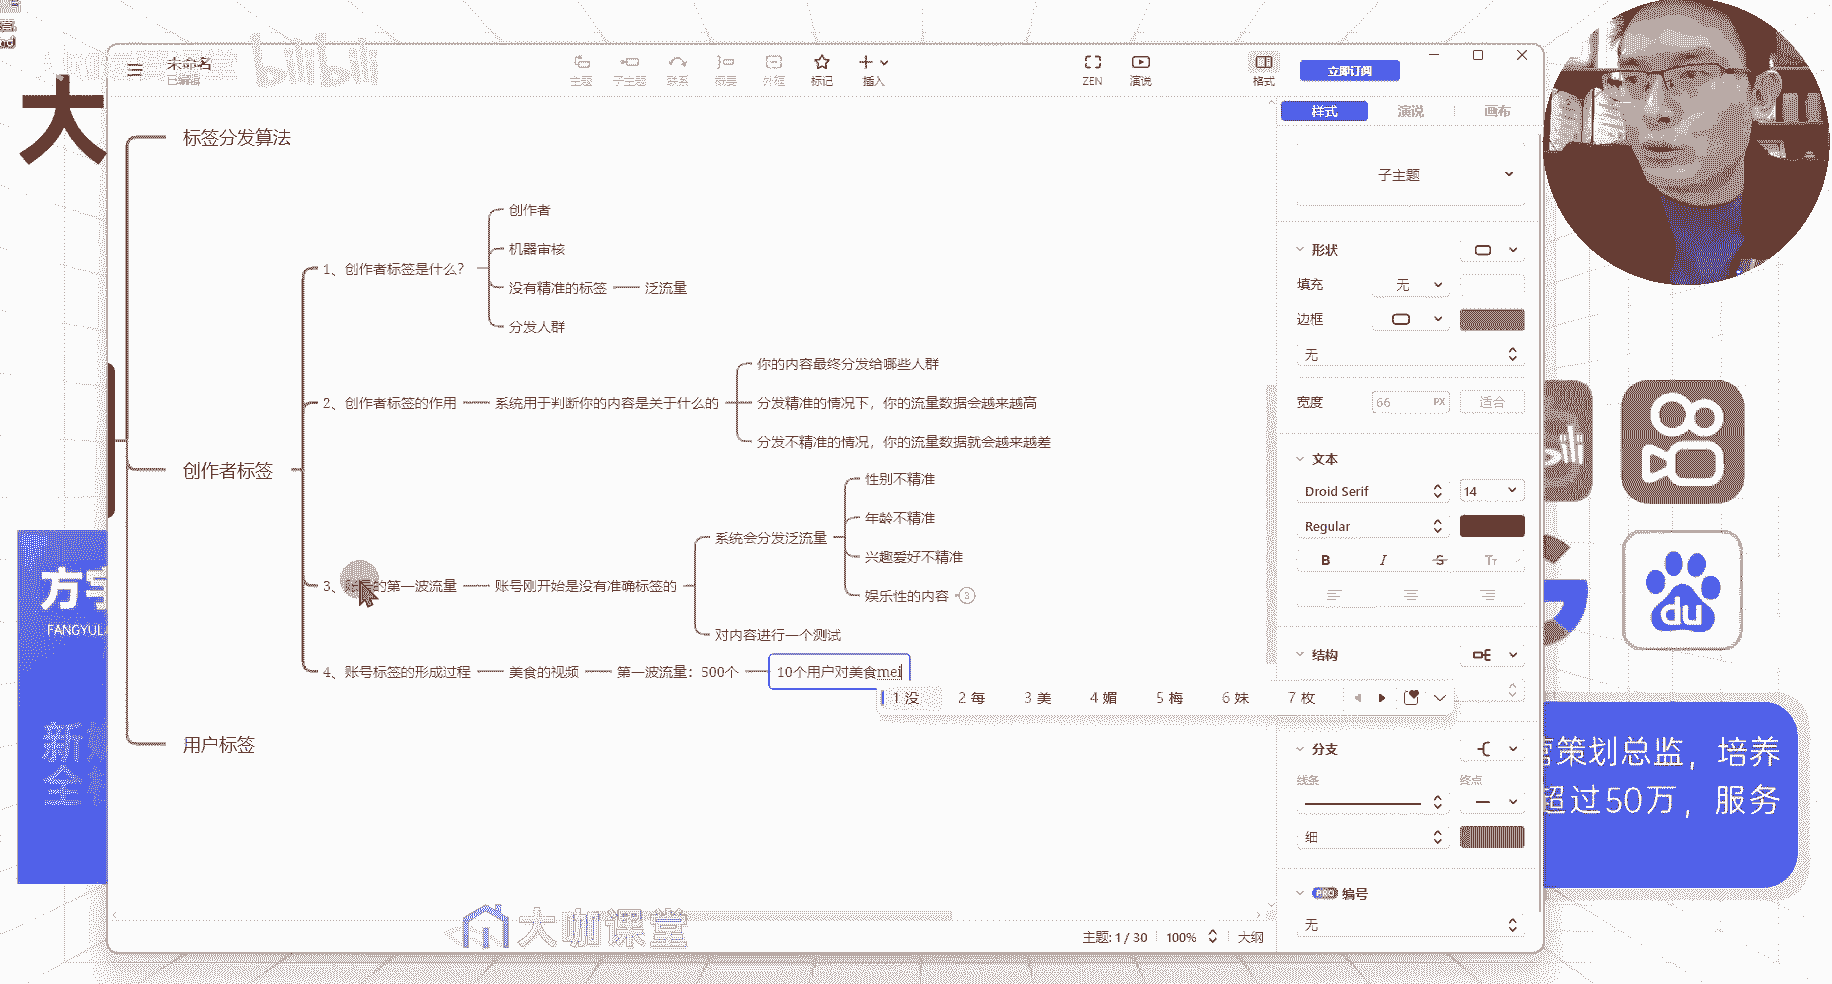 大
未命名
已编辑
bilibili
主题
子主题
联系
概要
外框
标记
插入
ZEN
演说
格式
立即订阅
标签分发算法
创作者
机器审核
1、创作者标签是什么?
没有精准的标签
泛流量
分发人群
你的内容最终分发给哪些人群
2、创作者标签的作用
系统用于判断你的内容是关于什么的
分发精准的情况下，你的流量数据会越来越高
分发不精准的情况，你的流量数据就会越来越差
创作者标签
性别不精准
年龄不精准
系统会分发泛流量
兴趣爱好不精准
3、账号的第一波流量
账号刚开始是没有准确标签的
娱乐性的内容
3
对内容进行一个测试
4、账号标签的形成过程
美食的视频
第一波流量：500个
10个用户对美食mei
1 没
2 每
3 美
4 媚
5 梅
6 妹
7 枚
用户标签
样式
演说
画布
子主题
形状
填充
无
边框
无
宽度
66
PX
适合
文本
Droid Serif
14
Regular
B
I
S
Tr
结构
分支
线条
终点
细
PRO 编号
无
主题: 1 / 30
100%
大纲
大咖课堂
方宇
FANGYUL
新媒
全
du
营策划总监，培养
超过50万，服务